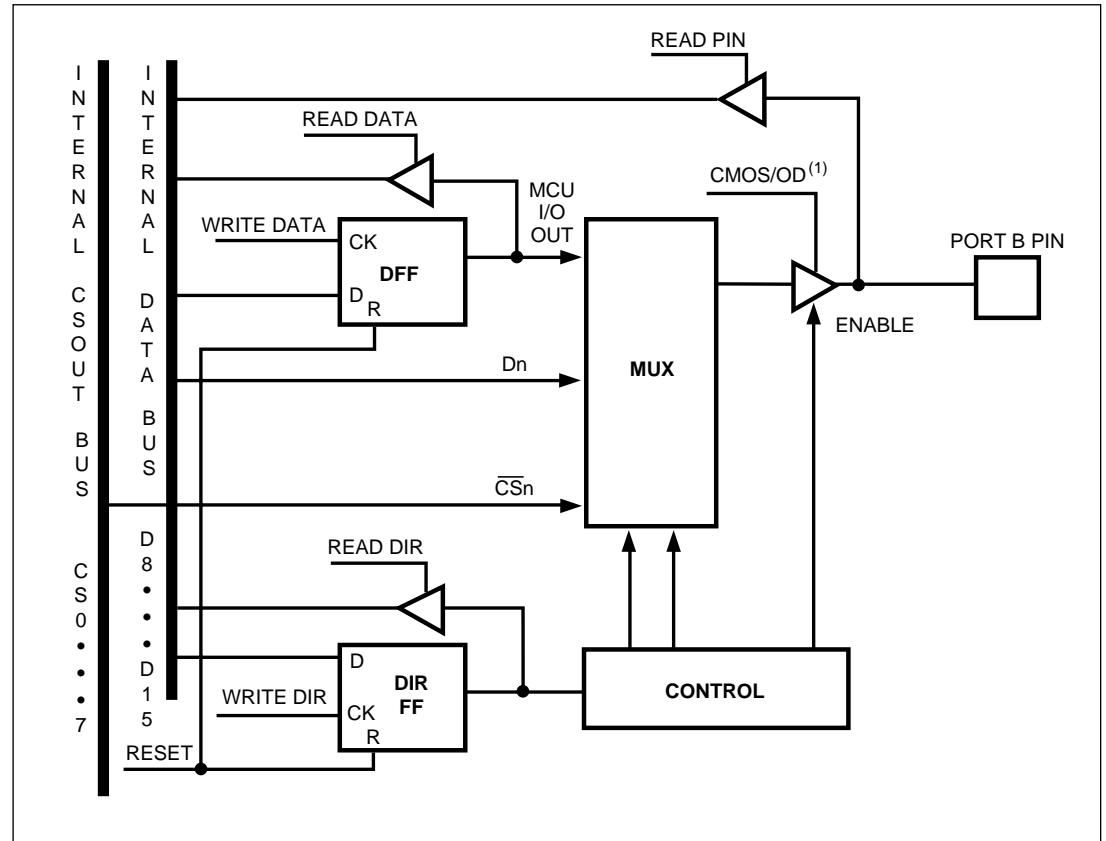 INTERNAL CSOUT BUS CS0•••7
INTERNAL DATA BUS D8•••D15
READ PIN
READ DATA
CMOS/OD(1)
MCU
I/O
OUT
WRITE DATA
CK
DFF
D
R
PORT B PIN
ENABLE
Dn
MUX
C̅S̅n
READ DIR
D
DIR
FF
WRITE DIR
CK
R
CONTROL
RESET